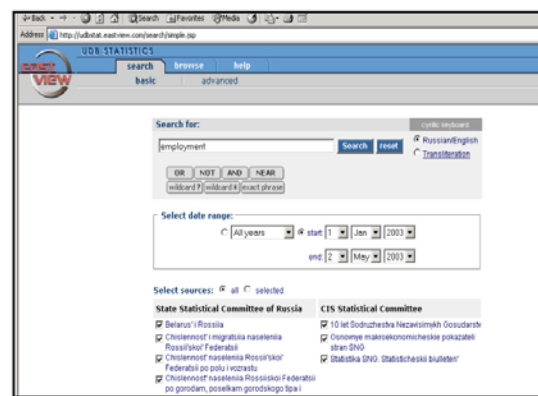 Back Search Favorites Media
Address http://udbstat.eastview.com/search/simple.jsp
UDB STATISTICS
EAST VIEW
search browse help
basic advanced
Search for:
cyrillic keyboard
employment
Search reset
Russian/English
Transliteration
OR NOT AND NEAR
wildcard ? wildcard # exact phrase
Select date range:
All years start: 1 Jan 2003
end: 2 May 2003
Select sources: all selected
State Statistical Committee of Russia
Belarus' i Rossiia
Chislennost' i migratsiia naseleniia
Rossii'skoi' Federatsii
Chislennost' naseleniia Rossii'skoi'
Federatsii po polu i vozrastu
Chislennost' naseleniia Rossiiskoi Federatsii
po gorodam, poselkam gorodskogo tipa i
CIS Statistical Committee
10 let Sodruzhestva Nezavisimykh Gosudarstv
Osnovnye makroekonomicheskie pokazateli
stran SNG
Statistika SNG. Statisticheskii biulleten'